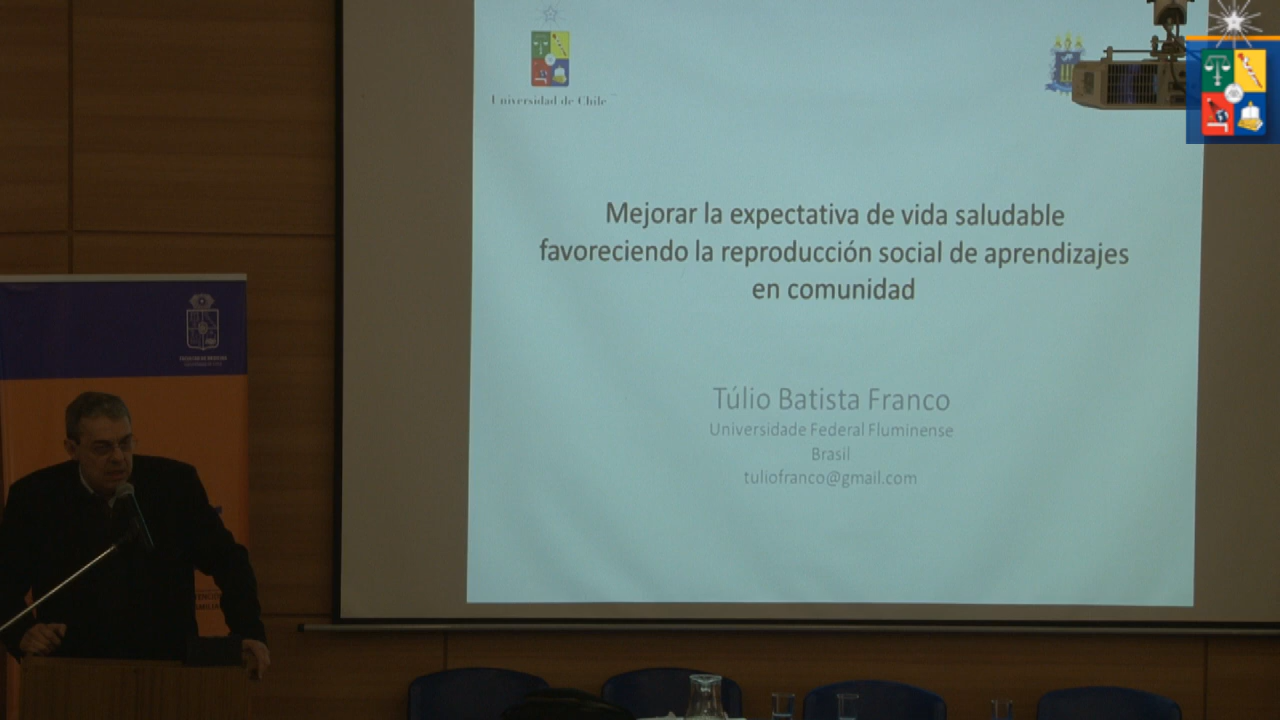 Universidad de Chile
Mejorar la expectativa de vida saludable
favoreciendo la reproducción social de aprendizajes
en comunidad
Túlio Batista Franco
Universidade Federal Fluminense
Brasil
tuliofranco@gmail.com